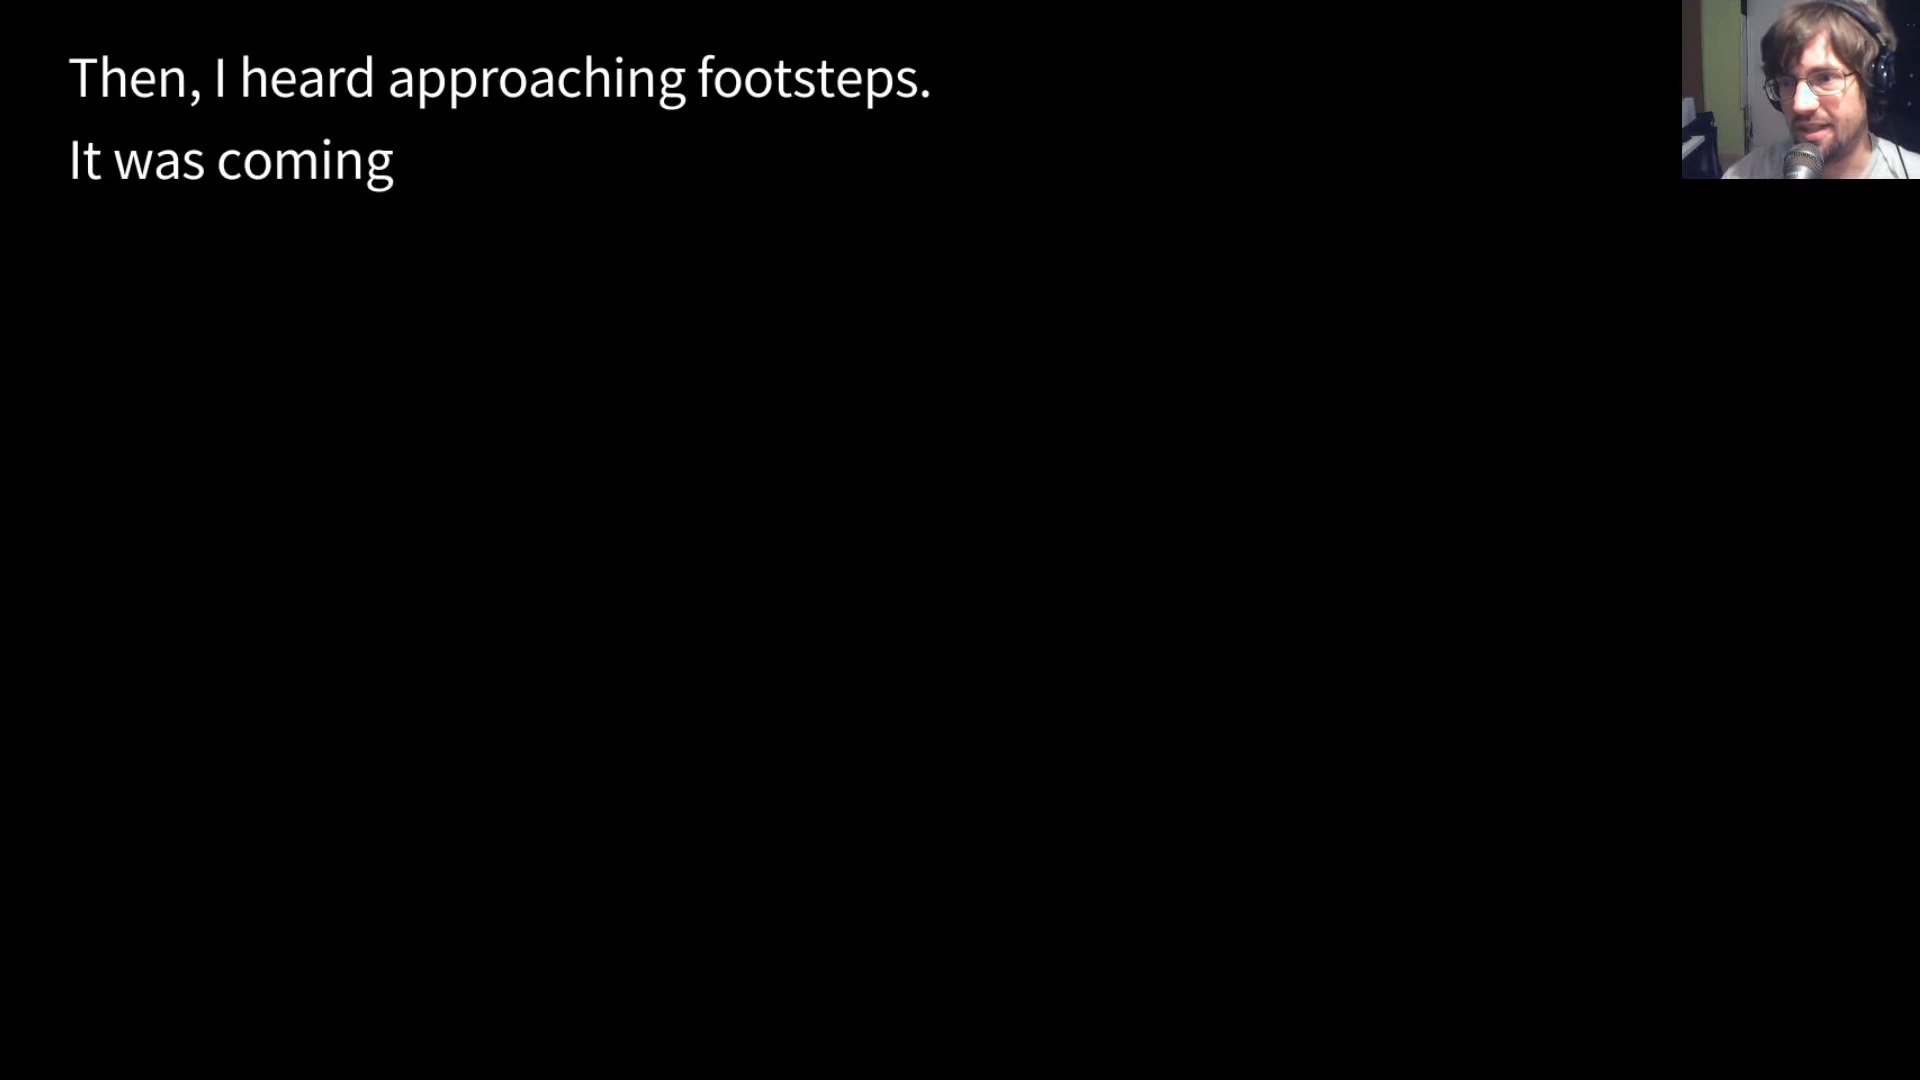 Then, I heard approaching footsteps.
It was coming